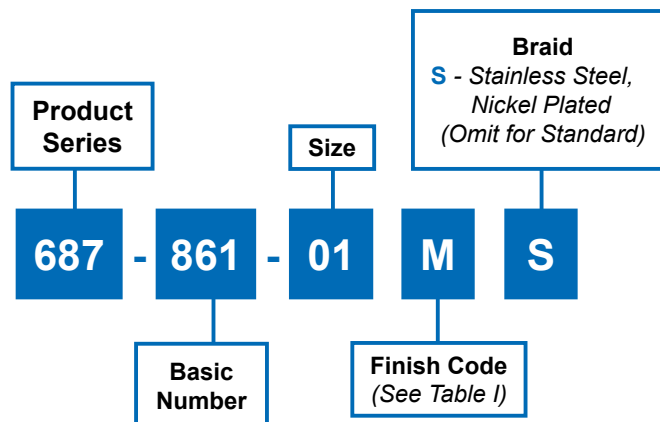 Braid
S - Stainless Steel,
Nickel Plated
(Omit for Standard)
Product
Series
Size
687 - 861 - 01 M S
Basic
Number
Finish Code
(See Table I)